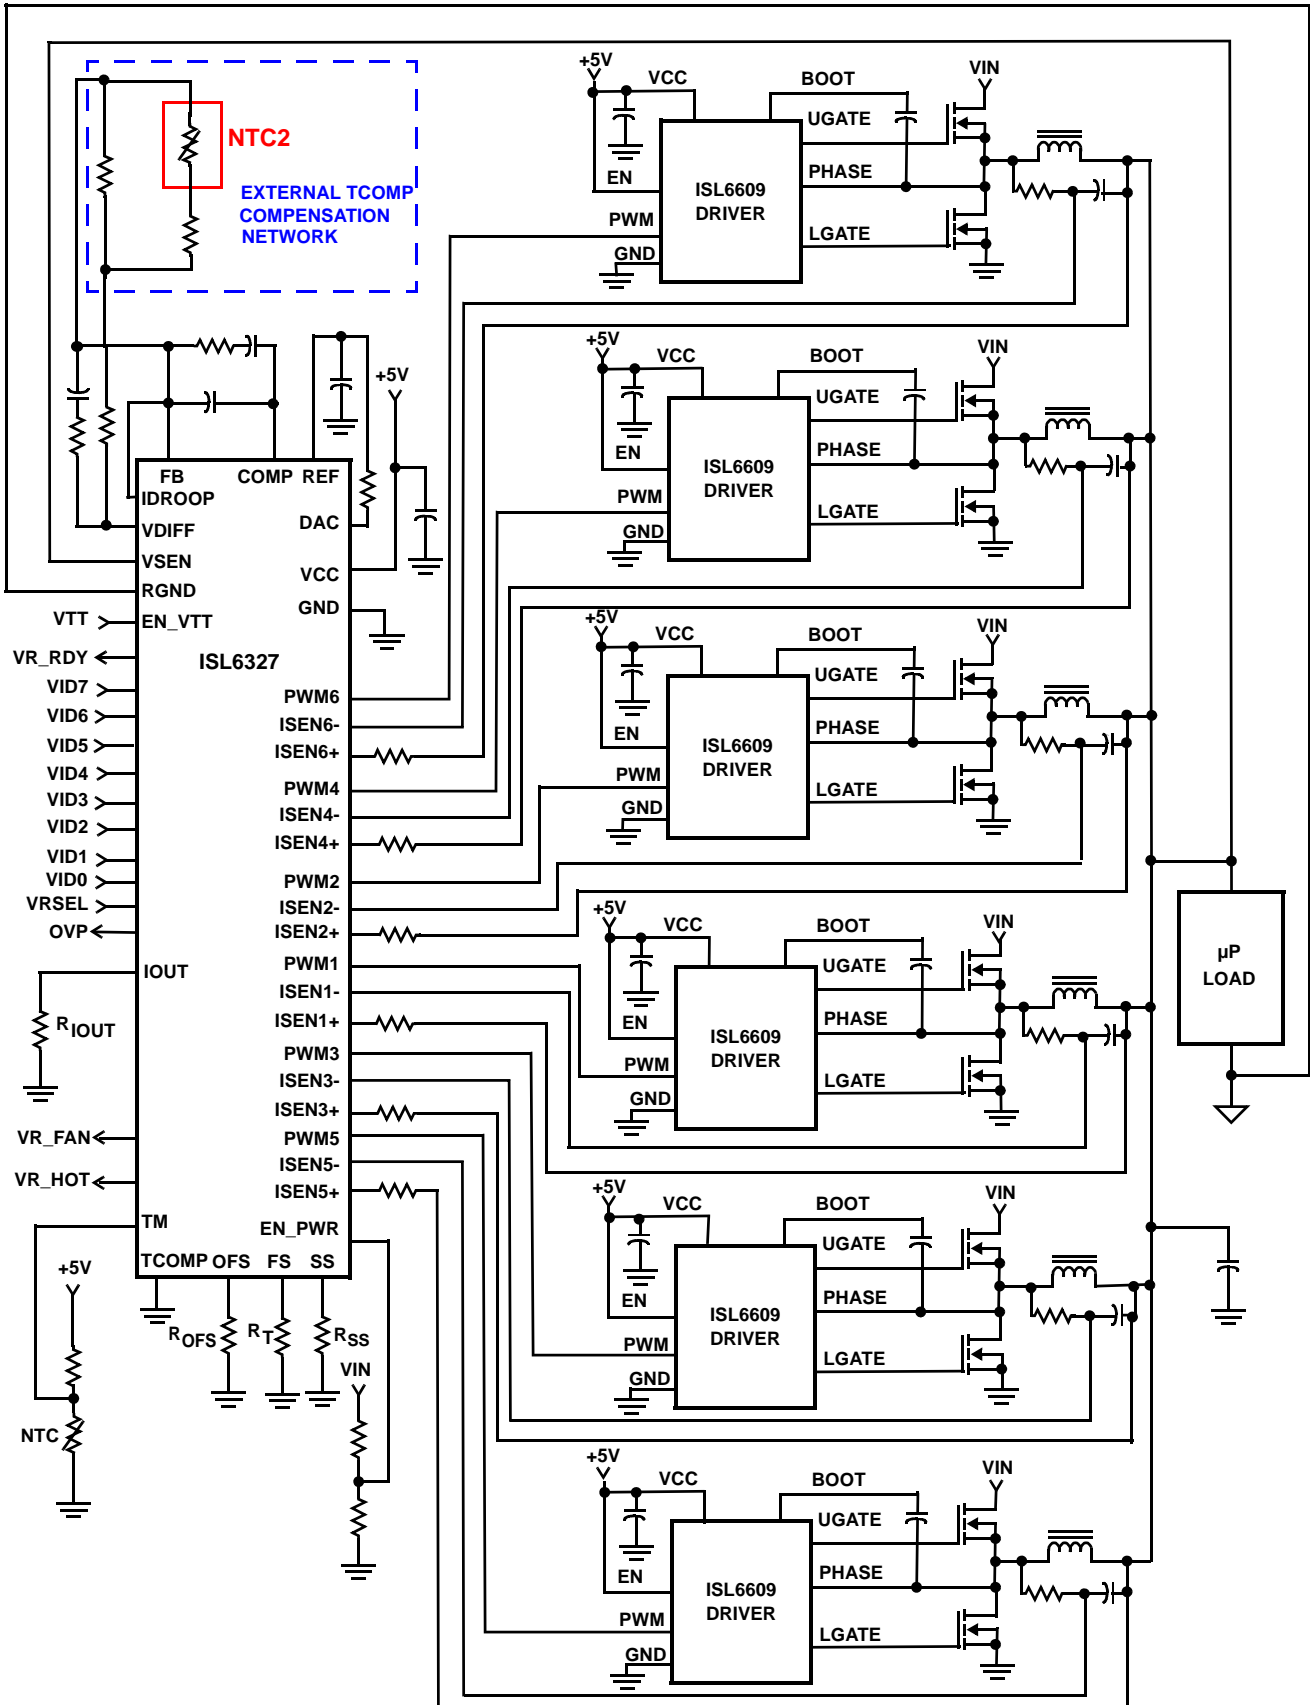 NTC2
EXTERNAL TCOMP
COMPENSATION
NETWORK
+5V
VCC
BOOT
VIN
UGATE
EN
PHASE
ISL6609
DRIVER
PWM
LGATE
GND
+5V
VCC
BOOT
VIN
UGATE
EN
PHASE
ISL6609
DRIVER
PWM
LGATE
GND
+5V
VCC
BOOT
VIN
UGATE
EN
PHASE
ISL6609
DRIVER
PWM
LGATE
GND
+5V
VCC
BOOT
VIN
UGATE
EN
PHASE
ISL6609
DRIVER
PWM
LGATE
GND
+5V
VCC
BOOT
VIN
UGATE
EN
PHASE
ISL6609
DRIVER
PWM
LGATE
GND
+5V
VCC
BOOT
VIN
UGATE
EN
PHASE
ISL6609
DRIVER
PWM
LGATE
GND
+5V
FB
COMP
REF
IDROOP
VDIFF
DAC
VSEN
VCC
RGND
GND
VTT
EN_VTT
VR_RDY
ISL6327
VID7
VID6
VID5
VID4
VID3
VID2
VID1
VID0
VRSEL
OVP
PWM6
ISEN6-
ISEN6+
PWM4
ISEN4-
ISEN4+
PWM2
ISEN2-
ISEN2+
PWM1
ISEN1-
ISEN1+
PWM3
ISEN3-
ISEN3+
PWM5
ISEN5-
ISEN5+
IOUT
RIOUT
VR_FAN
VR_HOT
TM
EN_PWR
TCOMP
OFS
FS
SS
+5V
ROFS
RT
RSS
VIN
NTC
µP
LOAD